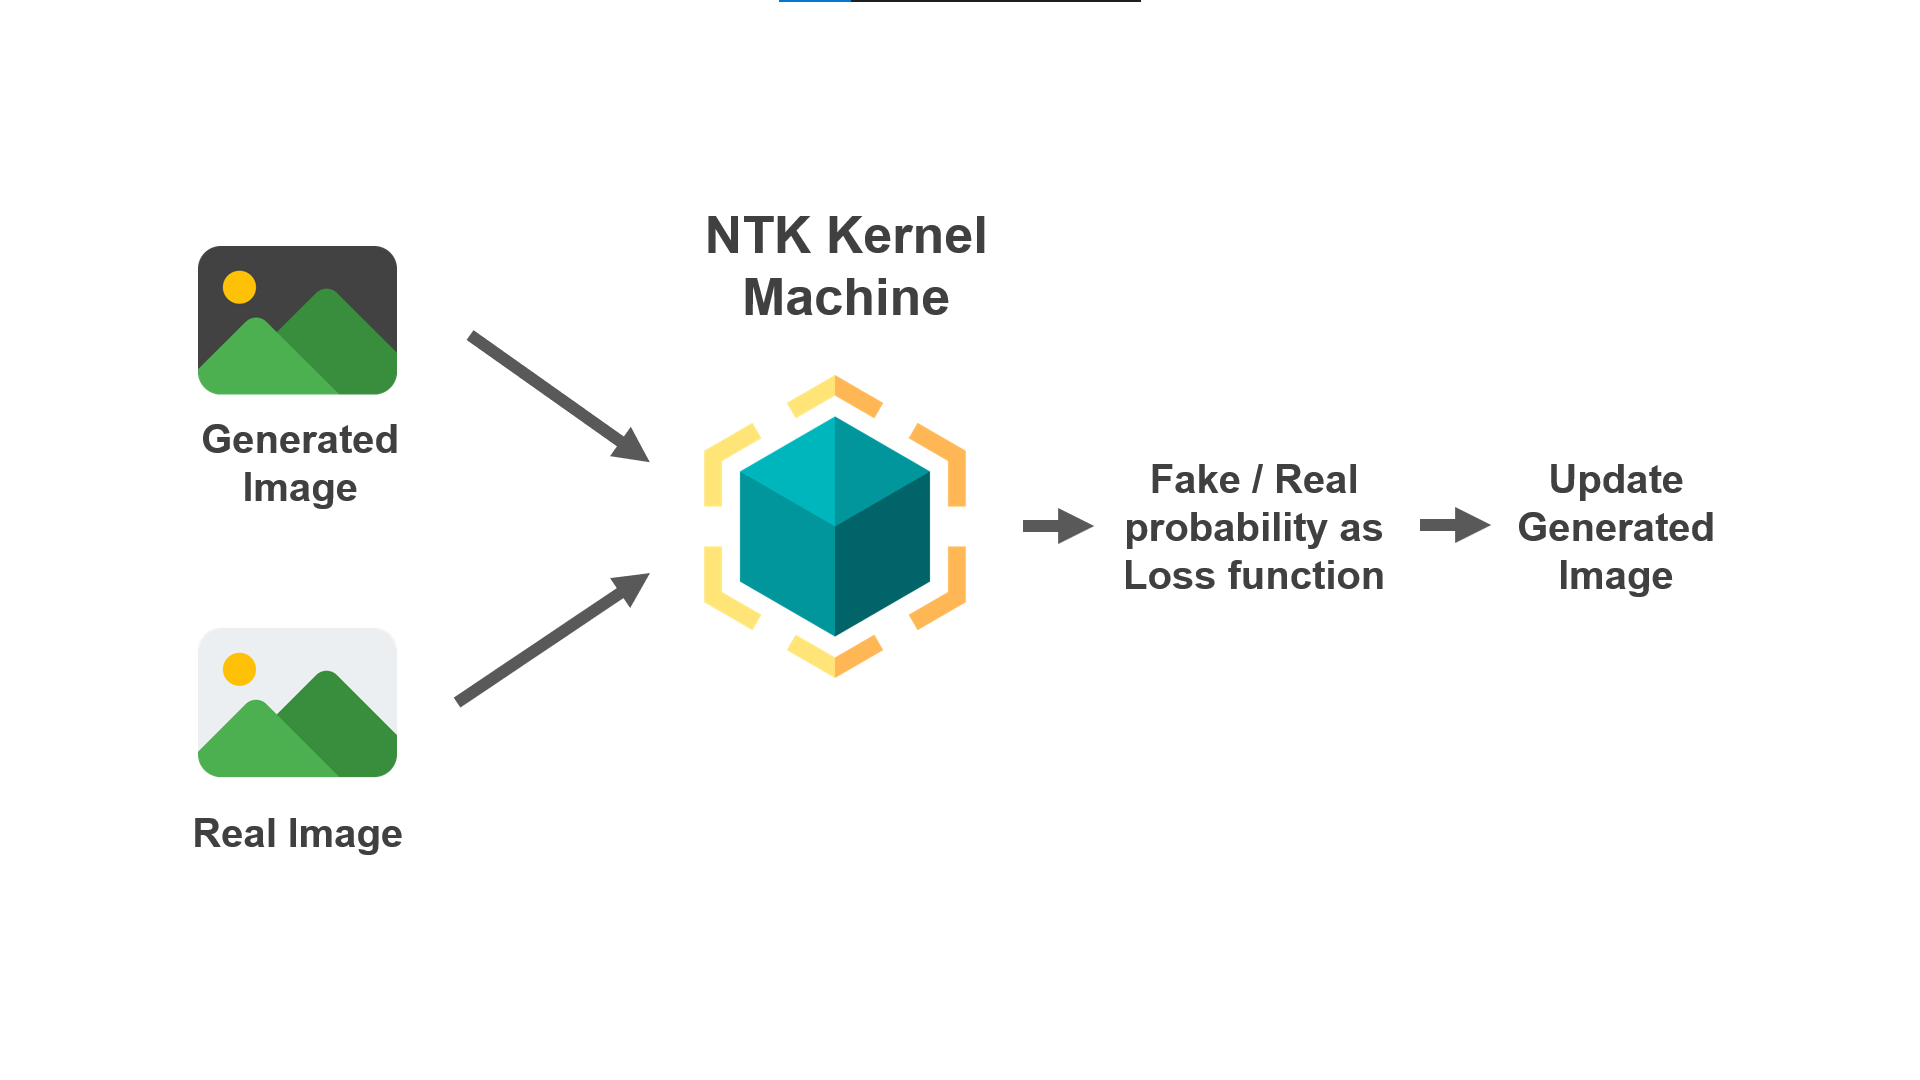 NTK Kernel
Machine
Generated
Image
Real Image
Fake / Real
probability as
Loss function
Update
Generated
Image